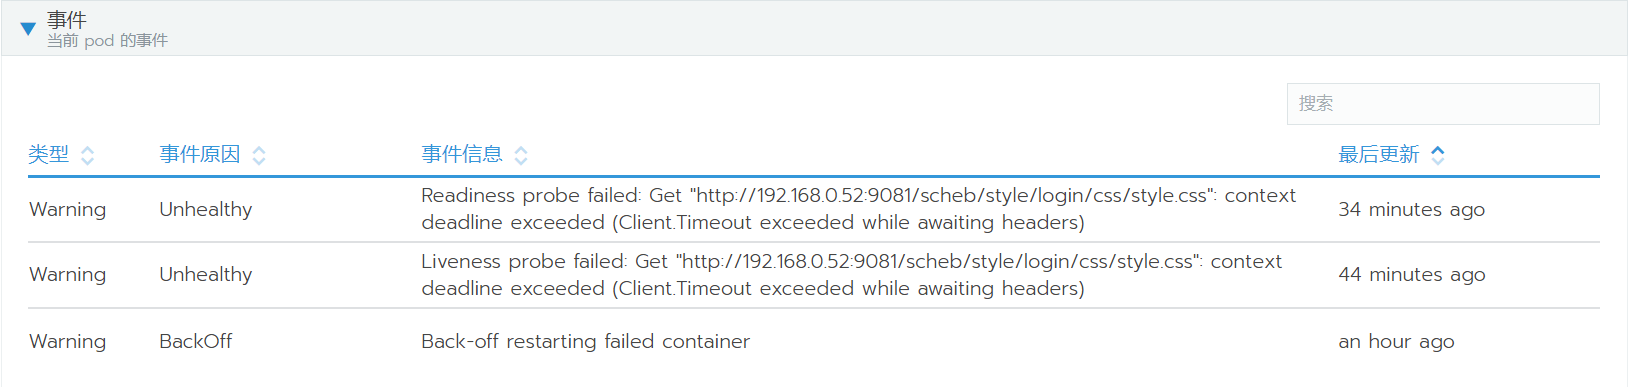 事件
当前 pod 的事件
搜索
类型 事件原因 事件信息 最后更新
Warning Unhealthy Readiness probe failed: Get "http://192.168.0.52:9081/scheb/style/login/css/style.css": context
deadline exceeded (Client.Timeout exceeded while awaiting headers) 34 minutes ago
Warning Unhealthy Liveness probe failed: Get "http://192.168.0.52:9081/scheb/style/login/css/style.css": context
deadline exceeded (Client.Timeout exceeded while awaiting headers) 44 minutes ago
Warning BackOff Back-off restarting failed container an hour ago